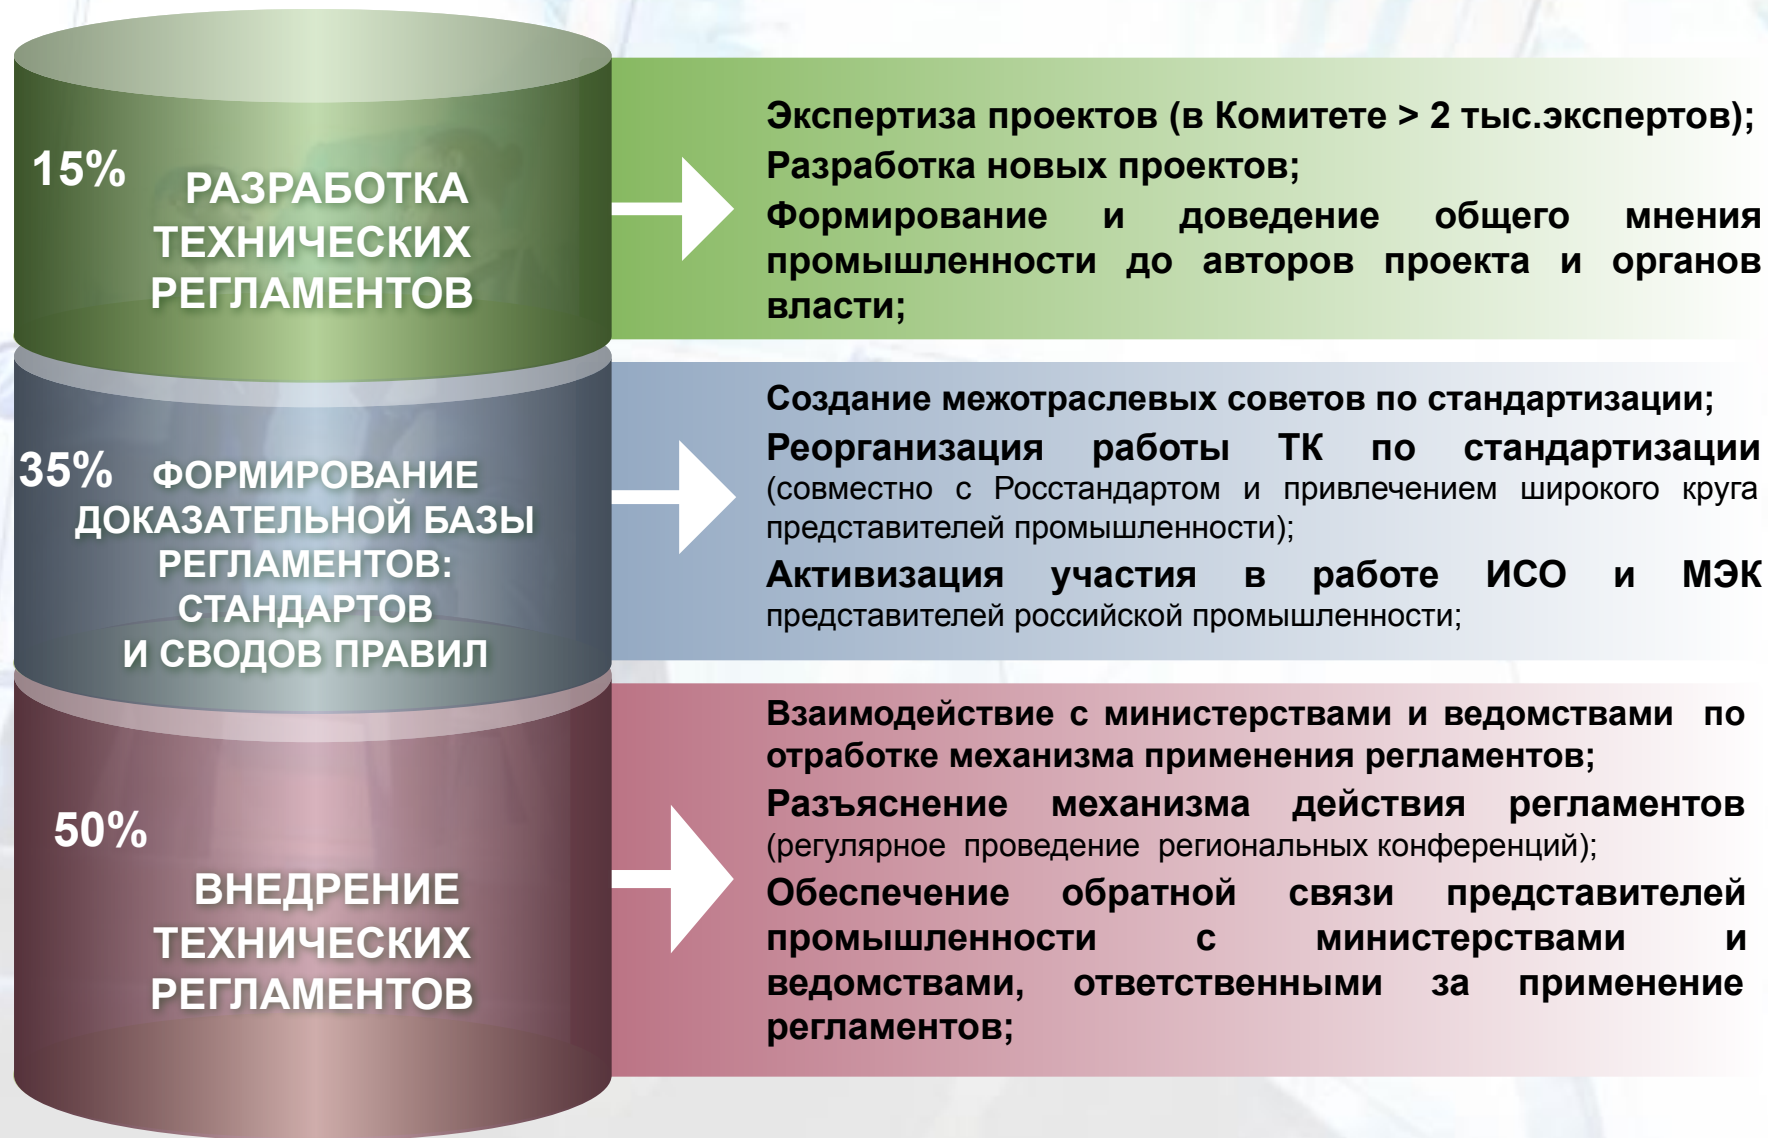 15%
РАЗРАБОТКА
ТЕХНИЧЕСКИХ
РЕГЛАМЕНТОВ
Экспертиза проектов (в Комитете > 2 тыс.экспертов);
Разработка новых проектов;
Формирование и доведение общего мнения
промышленности до авторов проекта и органов
власти;
35%
ФОРМИРОВАНИЕ
ДОКАЗАТЕЛЬНОЙ БАЗЫ
РЕГЛАМЕНТОВ:
СТАНДАРТОВ
И СВОДОВ ПРАВИЛ
Создание межотраслевых советов по стандартизации;
Реорганизация работы ТК по стандартизации
(совместно с Росстандартом и привлечением широкого круга
представителей промышленности);
Активизация участия в работе ИСО и МЭК
представителей российской промышленности;
50%
ВНЕДРЕНИЕ
ТЕХНИЧЕСКИХ
РЕГЛАМЕНТОВ
Взаимодействие с министерствами и ведомствами по
отработке механизма применения регламентов;
Разъяснение механизма действия регламентов
(регулярное проведение региональных конференций);
Обеспечение обратной связи представителей
промышленности с министерствами и
ведомствами, ответственными за применение
регламентов;